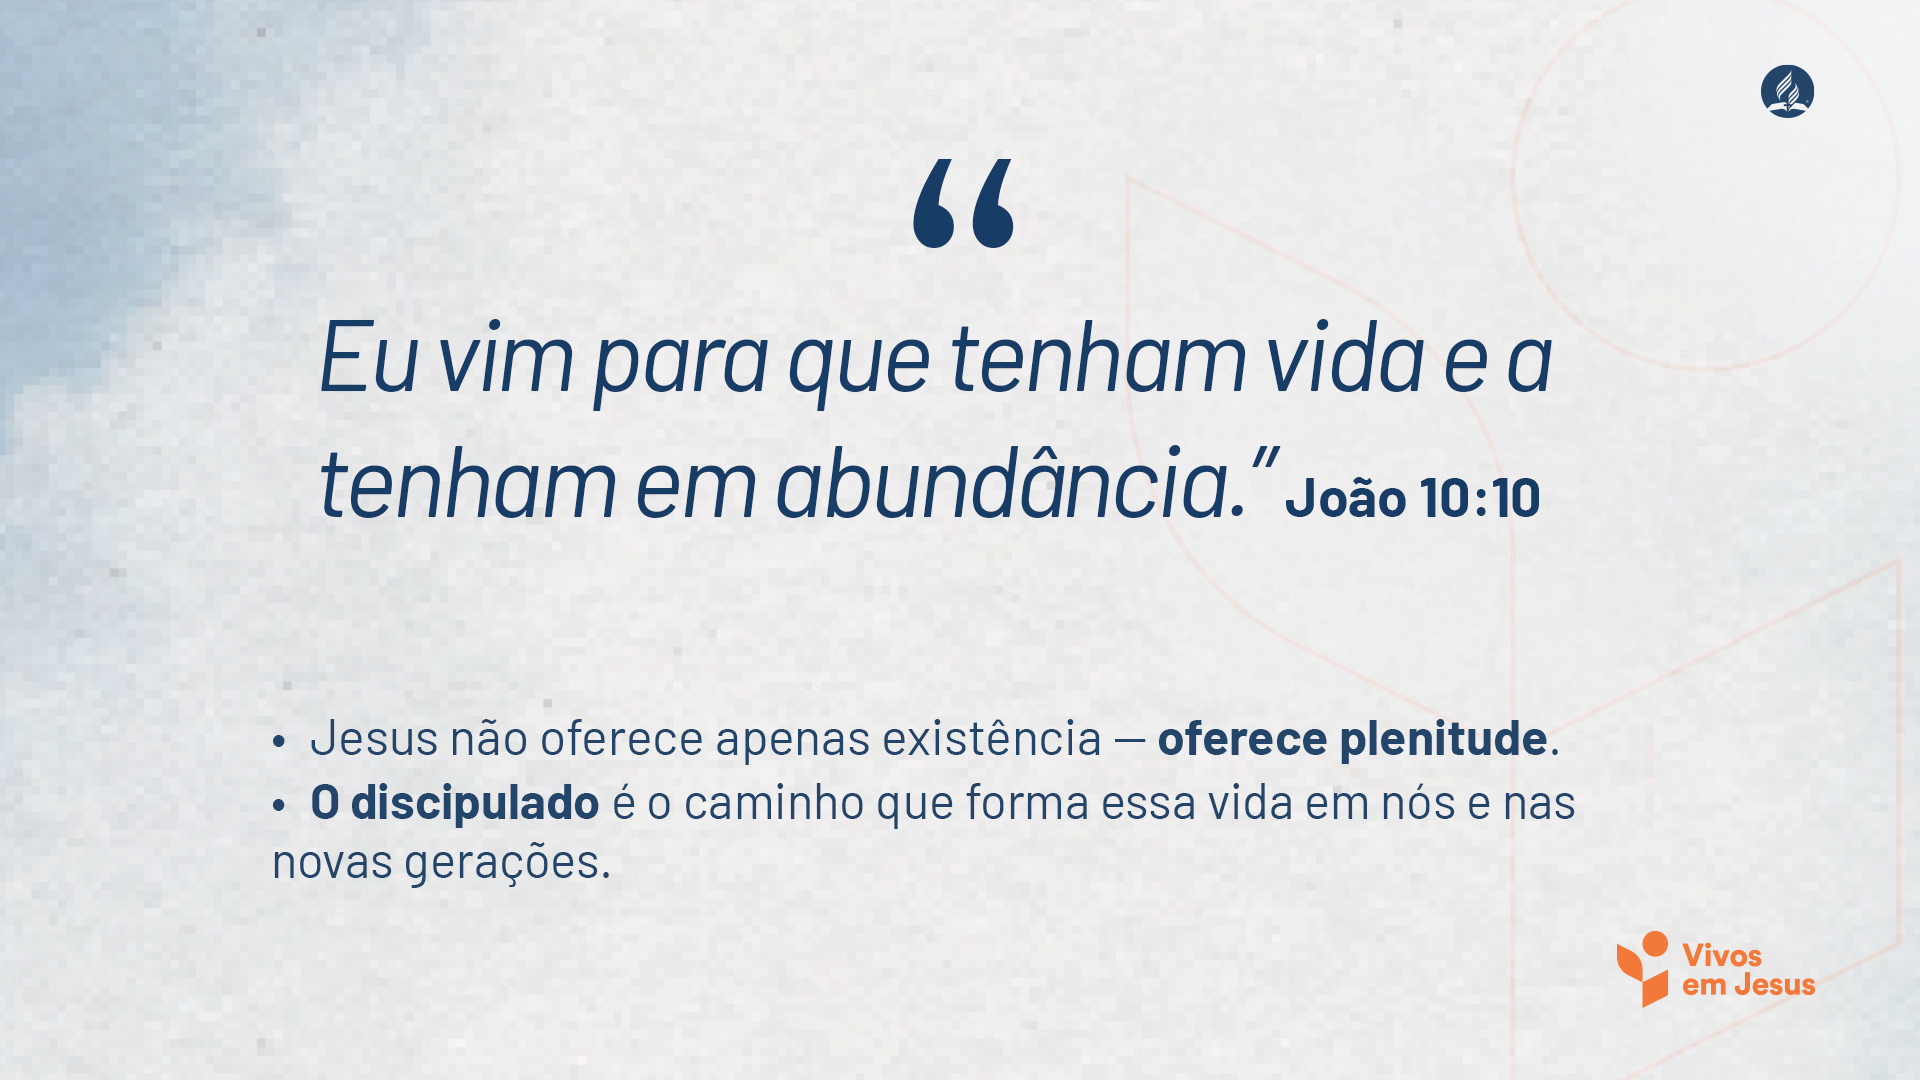 “
Eu vim para que tenham vida e a
tenham em abundância.” João 10:10
• Jesus não oferece apenas existência — oferece plenitude.
• O discipulado é o caminho que forma essa vida em nós e nas
novas gerações.
Vivos
em Jesus